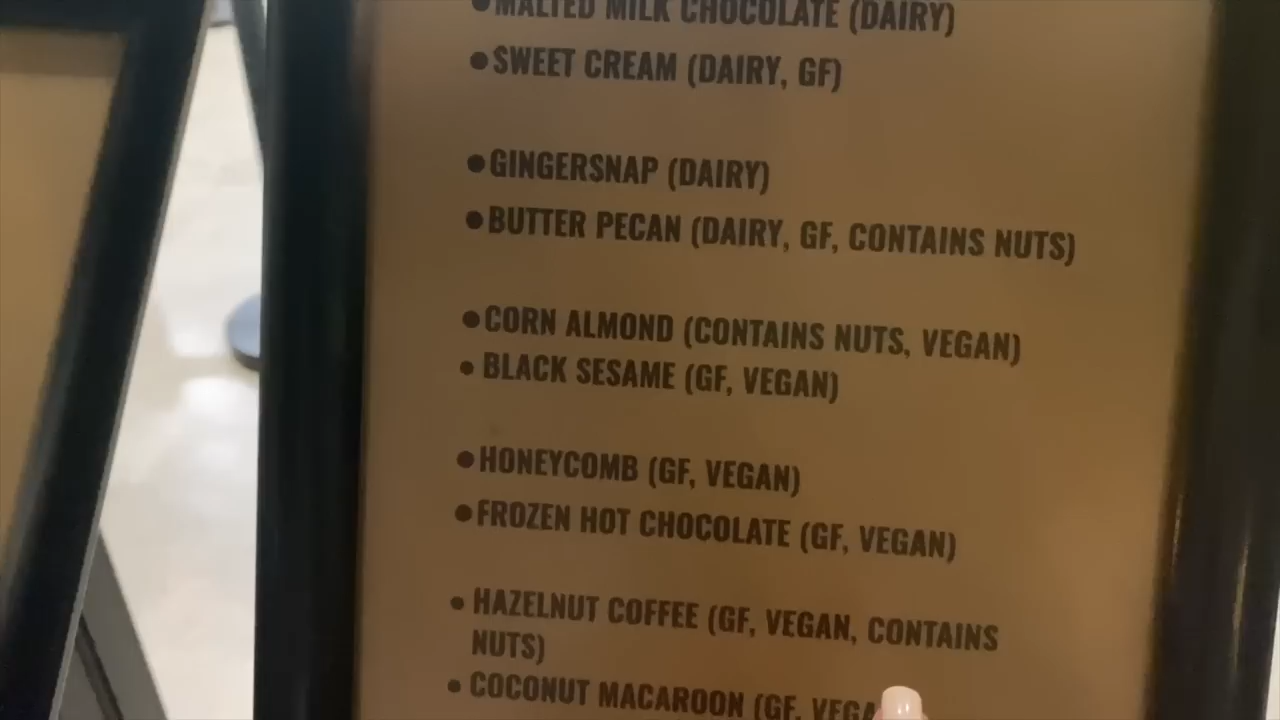 •MALTED MILK CHOCOLATE (DAIRY)
•SWEET CREAM (DAIRY, GF)
•GINGERSNAP (DAIRY)
•BUTTER PECAN (DAIRY, GF, CONTAINS NUTS)
•CORN ALMOND (CONTAINS NUTS, VEGAN)
• BLACK SESAME (GF, VEGAN)
•HONEYCOMB (GF, VEGAN)
•FROZEN HOT CHOCOLATE (GF, VEGAN)
• HAZELNUT COFFEE (GF, VEGAN, CONTAINS
NUTS)
• COCONUT MACAROON (GF, VEGA